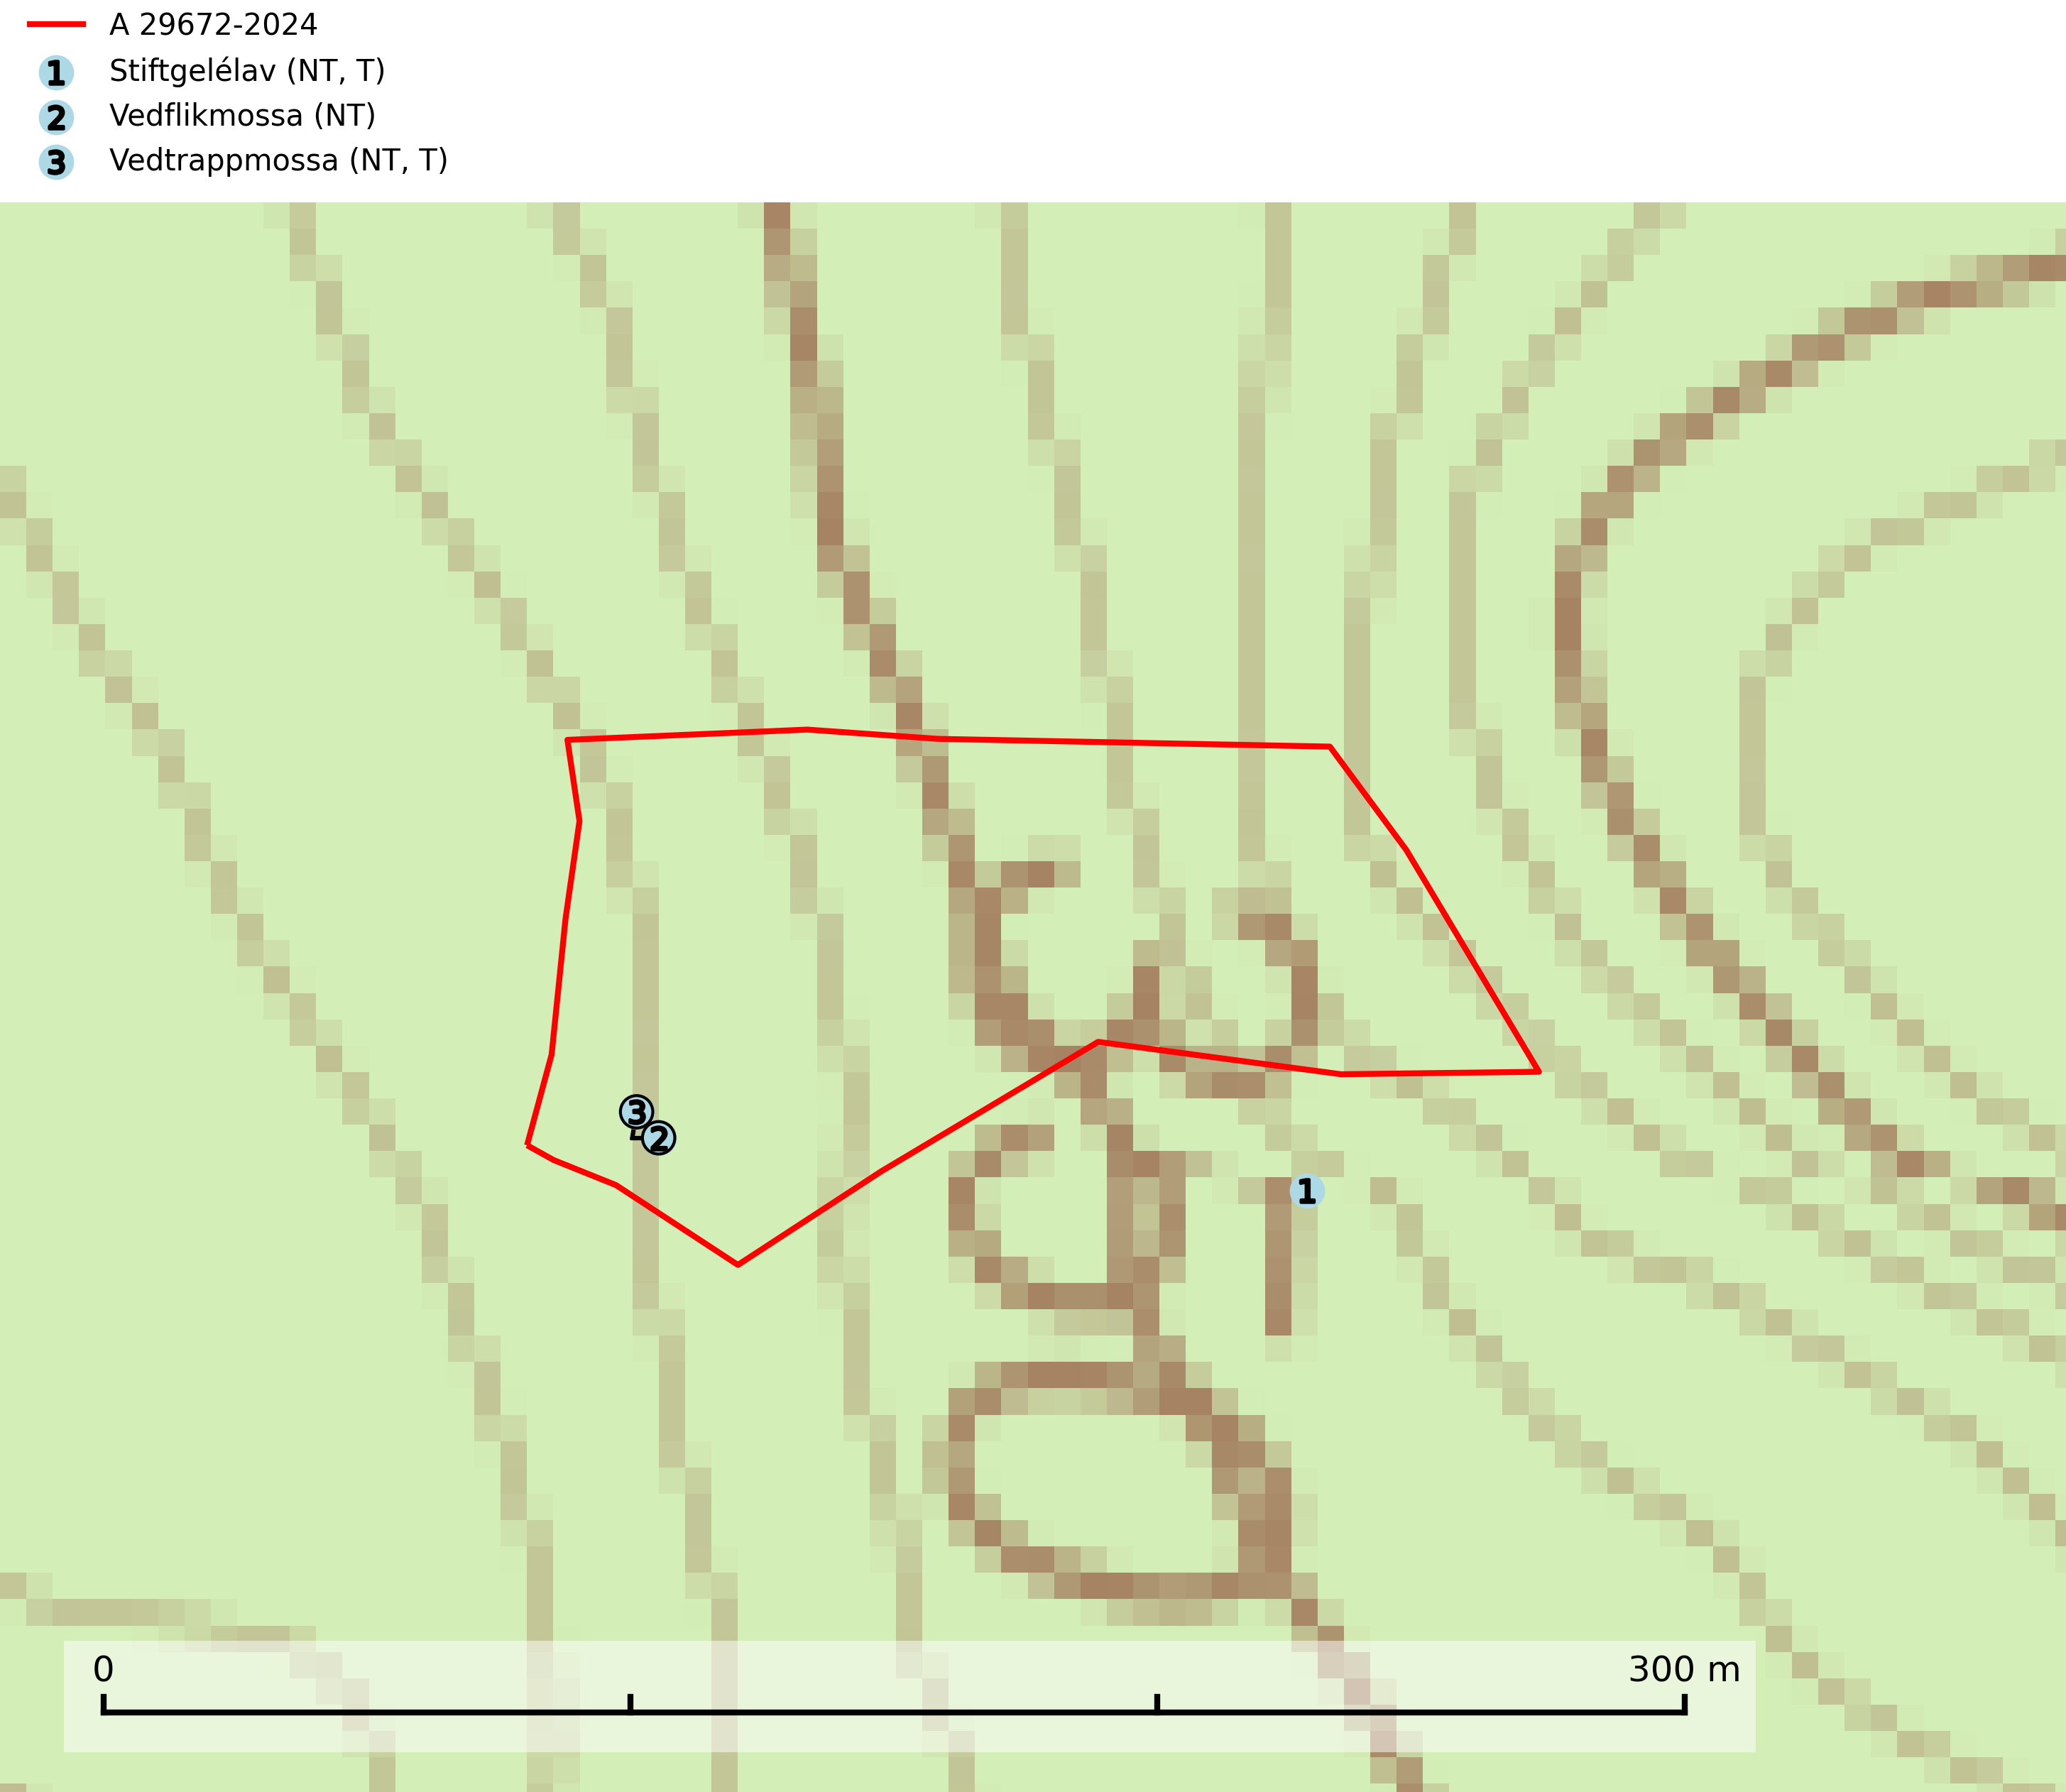 A 29672-2024
1 Stiftgelélav (NT, T)
2 Vedflikmossa (NT)
3 Vedtrappmossa (NT, T)
3
2
1
0 300 m